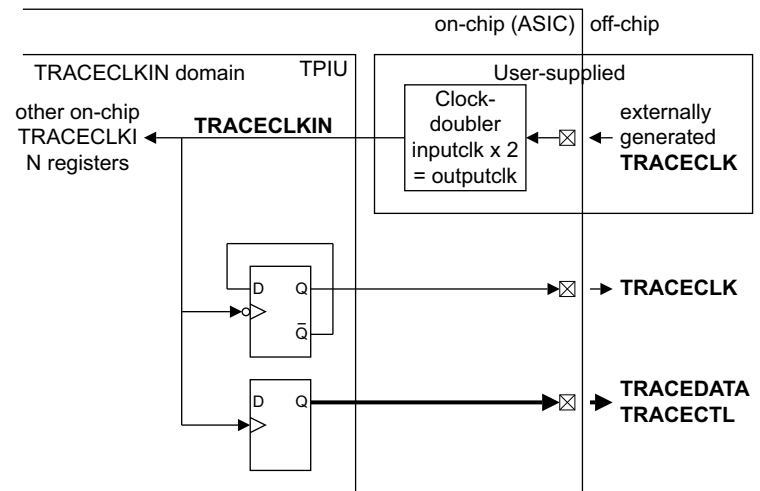 on-chip (ASIC) off-chip
TRACECLKIN domain TPIU User-supplied
other on-chip
TRACECLKI
N registers
TRACECLKIN
Clock-
doubler
inputclk x 2
= outputclk
externally
generated
TRACECLK
D Q
Q̅
TRACECLK
D Q
TRACEDATA
TRACECTL